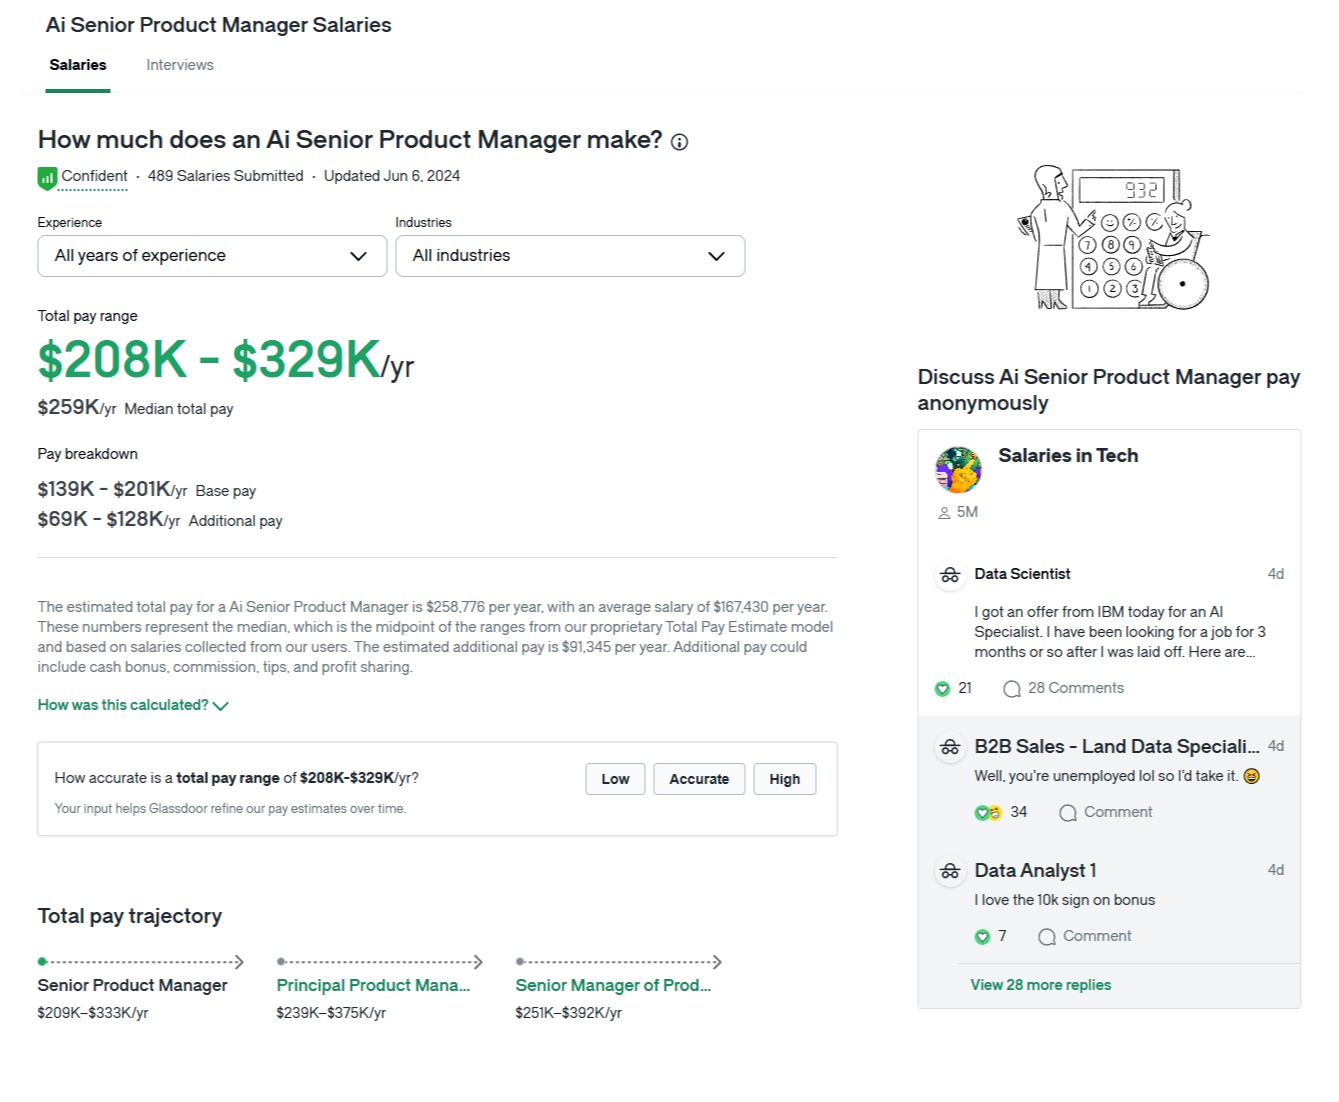 Ai Senior Product Manager Salaries
Salaries
Interviews
How much does an Ai Senior Product Manager make?
Confident · 489 Salaries Submitted · Updated Jun 6, 2024
Experience
All years of experience
Industries
All industries
Total pay range
$208K - $329K/yr
$259K/yr Median total pay
Pay breakdown
$139K - $201K/yr Base pay
$69K - $128K/yr Additional pay
The estimated total pay for a Ai Senior Product Manager is $258,776 per year, with an average salary of $167,430 per year.
These numbers represent the median, which is the midpoint of the ranges from our proprietary Total Pay Estimate model
and based on salaries collected from our users. The estimated additional pay is $91,345 per year. Additional pay could
include cash bonus, commission, tips, and profit sharing.
How was this calculated?
How accurate is a total pay range of $208K-$329K/yr?
Your input helps Glassdoor refine our pay estimates over time.
Low
Accurate
High
Total pay trajectory
Senior Product Manager
$209K–$333K/yr
Principal Product Mana...
$239K–$375K/yr
Senior Manager of Prod...
$251K–$392K/yr
932
% %
7 8 9
4 5 6
1 2 3
Discuss Ai Senior Product Manager pay
anonymously
Salaries in Tech
5M
Data Scientist
4d
I got an offer from IBM today for an AI
Specialist. I have been looking for a job for 3
months or so after I was laid off. Here are...
21
28 Comments
B2B Sales - Land Data Speciali...
4d
Well, you're unemployed lol so I'd take it. 😆
34
Comment
Data Analyst 1
4d
I love the 10k sign on bonus
7
Comment
View 28 more replies